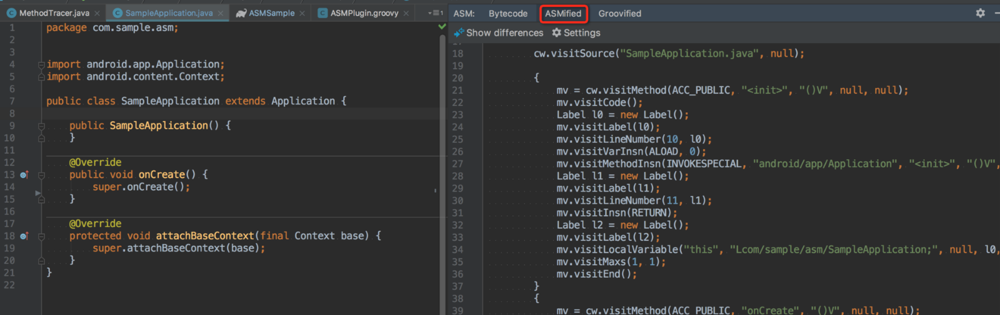 MethodTracer.java × SampleApplication.java × ASMSample × ASMPlugin.groovy × 1
1 package com.sample.asm;
2
3
4 import android.app.Application;
5 import android.content.Context;
6
7 public class SampleApplication extends Application {
8
9 public SampleApplication() {
10 }
11
12 @Override
13 public void onCreate() {
14 super.onCreate();
15 }
16
17 @Override
18 protected void attachBaseContext(final Context base) {
19 super.attachBaseContext(base);
20 }
21 }
22
ASM: Bytecode ASMified Groovified
Show differences Settings
17
18 cw.visitSource("SampleApplication.java", null);
19
20 {
21 mv = cw.visitMethod(ACC_PUBLIC, "<init>", "()V", null, null);
22 mv.visitCode();
23 Label l0 = new Label();
24 mv.visitLabel(l0);
25 mv.visitLineNumber(10, l0);
26 mv.visitVarInsn(ALOAD, 0);
27 mv.visitMethodInsn(INVOKESPECIAL, "android/app/Application", "<init>", "()V",
28 Label l1 = new Label();
29 mv.visitLabel(l1);
30 mv.visitLineNumber(11, l1);
31 mv.visitInsn(RETURN);
32 Label l2 = new Label();
33 mv.visitLabel(l2);
34 mv.visitLocalVariable("this", "Lcom/sample/asm/SampleApplication;", null, l0,
35 mv.visitMaxs(1, 1);
36 mv.visitEnd();
37 }
38 {
39 mv = cw.visitMethod(ACC_PUBLIC, "onCreate", "()V", null, null);